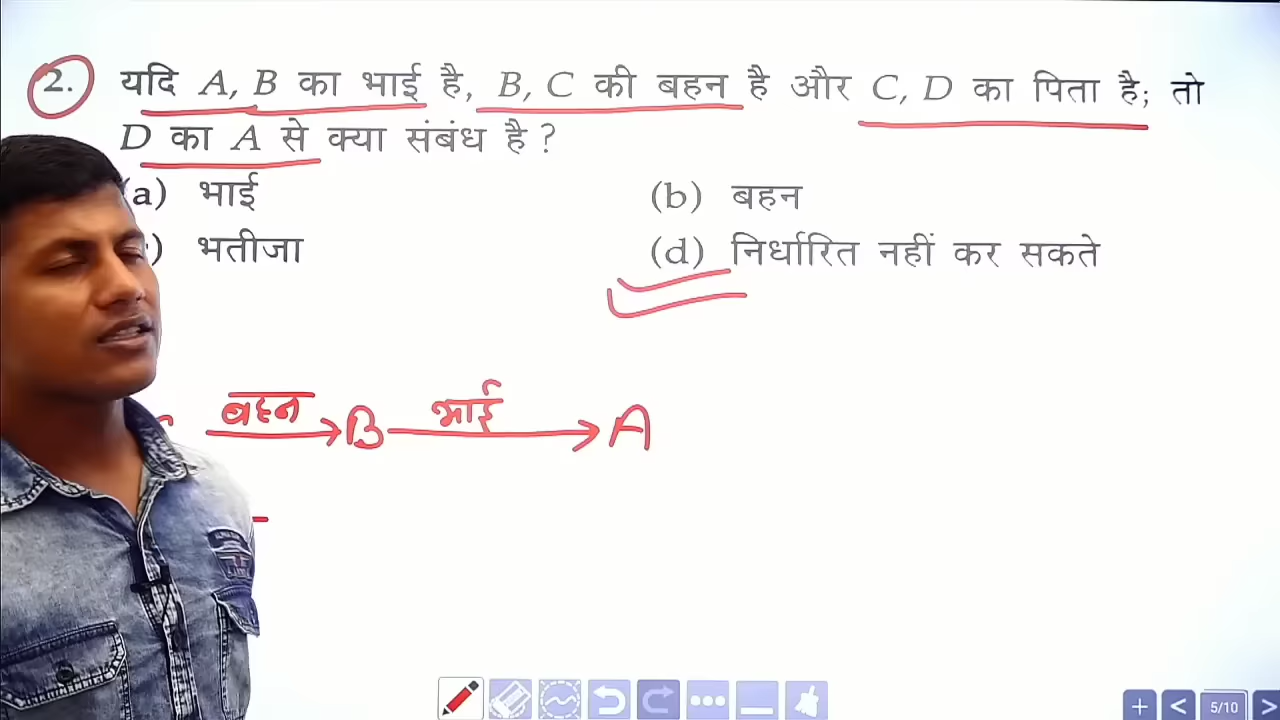 2. यदि A, B का भाई है, B, C की बहन है और C, D का पिता है; तो
D का A से क्या संबंध है ?
(a) भाई (b) बहन
) भतीजा (d) निर्धारित नहीं कर सकते
बहन B भाई A
5/10